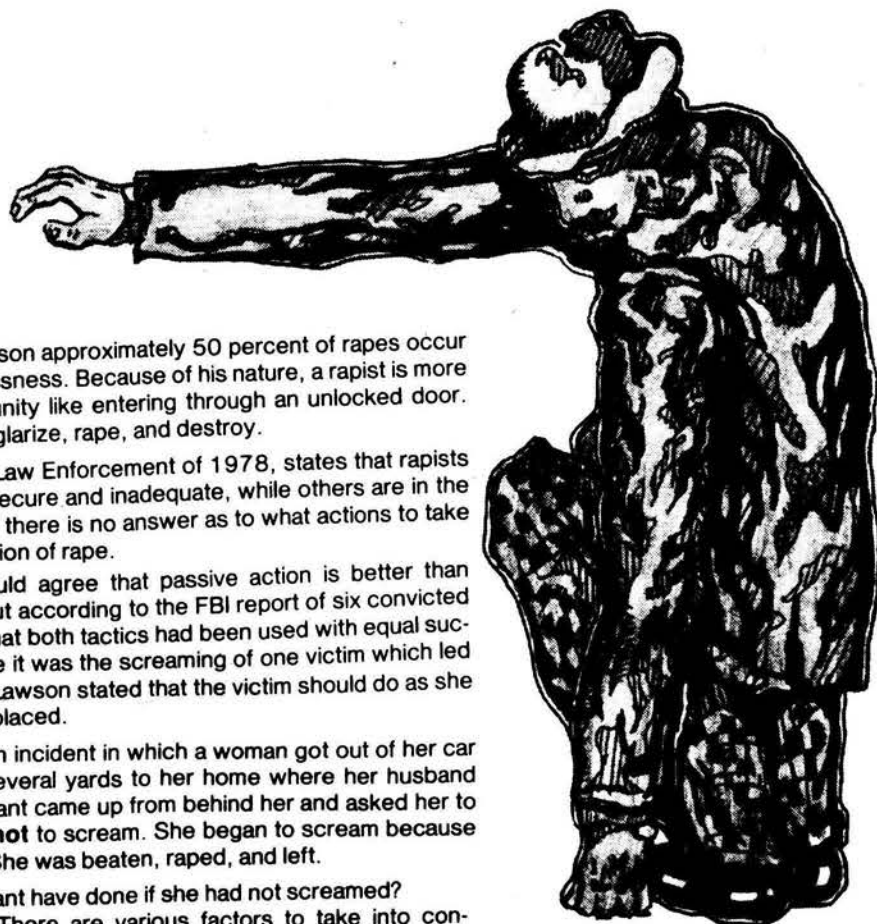 son approximately 50 percent of rapes occur
sness. Because of his nature, a rapist is more
unity like entering through an unlocked door.
glarize, rape, and destroy.
Law Enforcement of 1978, states that rapists
ecure and inadequate, while others are in the
there is no answer as to what actions to take
ion of rape.
uld agree that passive action is better than
ut according to the FBI report of six convicted
hat both tactics had been used with equal suc-
e it was the screaming of one victim which led
Lawson stated that the victim should do as she
placed.
n incident in which a woman got out of her car
everal yards to her home where her husband
ant came up from behind her and asked her to
not to scream. She began to scream because
She was beaten, raped, and left.
ant have done if she had not screamed?
There are various factors to take into con-